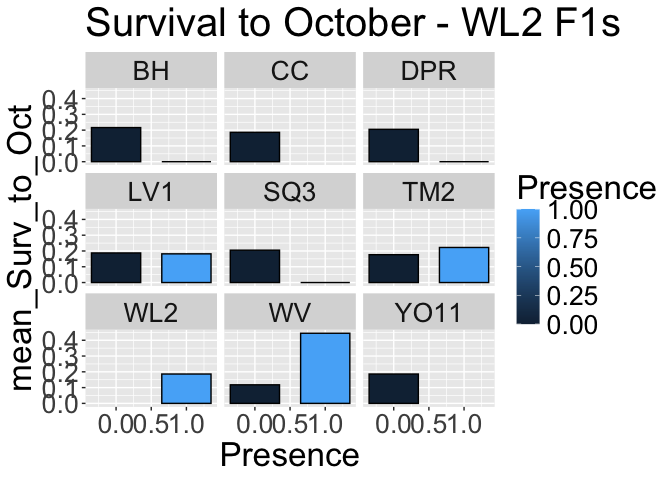 Survival to October - WL2 F1s
BH CC DPR
0.4
0.3
0.2
0.1
0.0
LV1 SQ3 TM2
0.4
0.3
0.2
0.1
0.0
WL2 WV YO11
0.4
0.3
0.2
0.1
0.0
0.00.51.0 0.00.51.0 0.00.51.0
Presence
mean_Surv_to_Oct
Presence
1.00
0.75
0.50
0.25
0.00